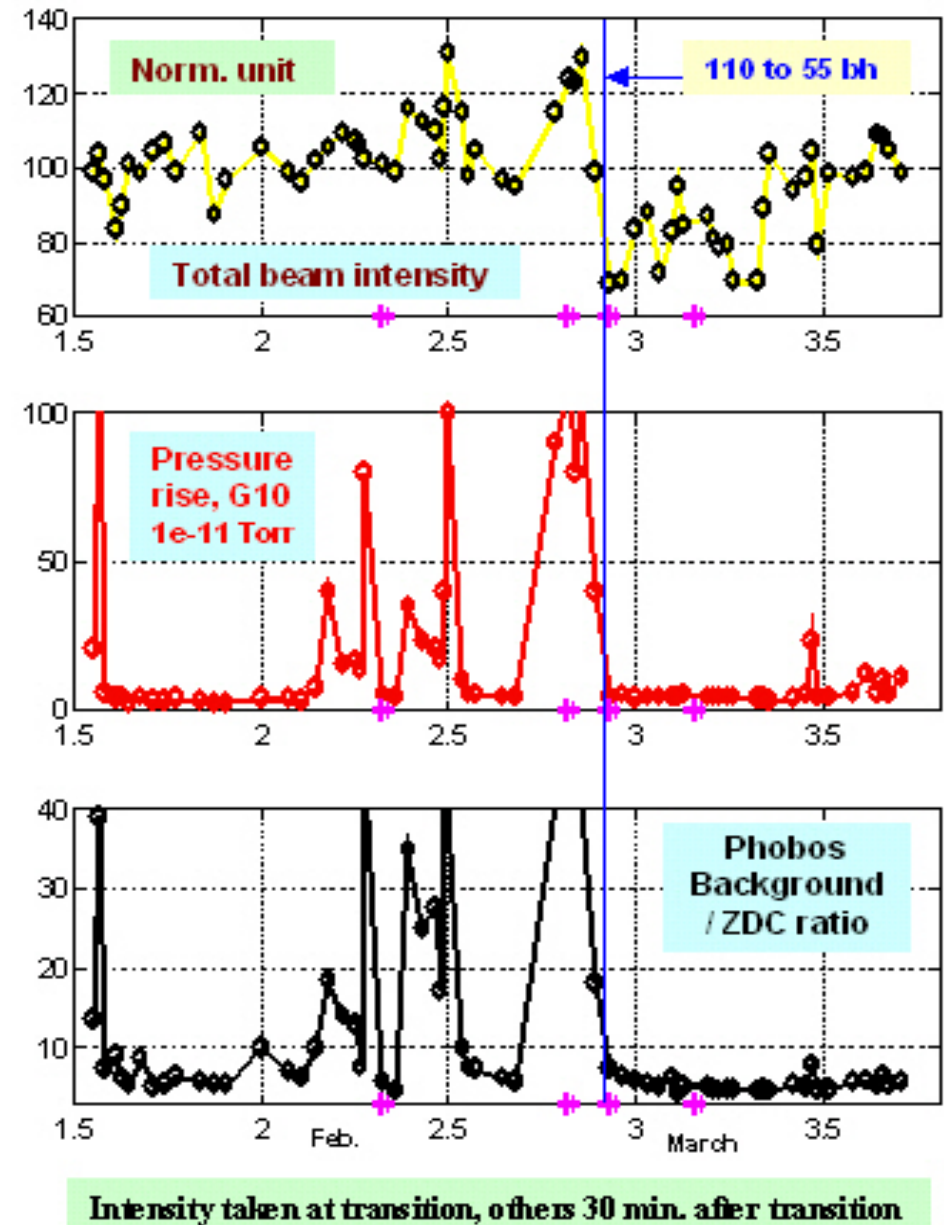 140
120
100
80
60
Norm. unit
110 to 55 bh
Total beam intensity
1.5
2
2.5
3
3.5
100
50
0
Pressure
rise, G10
1e-11 Torr
1.5
2
2.5
3
3.5
40
30
20
10
Phobos
Background
/ ZDC ratio
1.5
2
2.5
3
3.5
Feb.
March
Intensity taken at transition, others 30 min. after transition